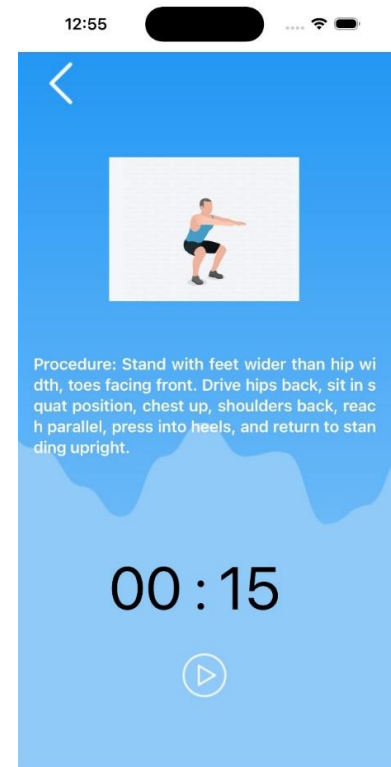 12:55
Procedure: Stand with feet wider than hip wi
dth, toes facing front. Drive hips back, sit in s
quat position, chest up, shoulders back, reac
h parallel, press into heels, and return to stan
ding upright.
00 : 15